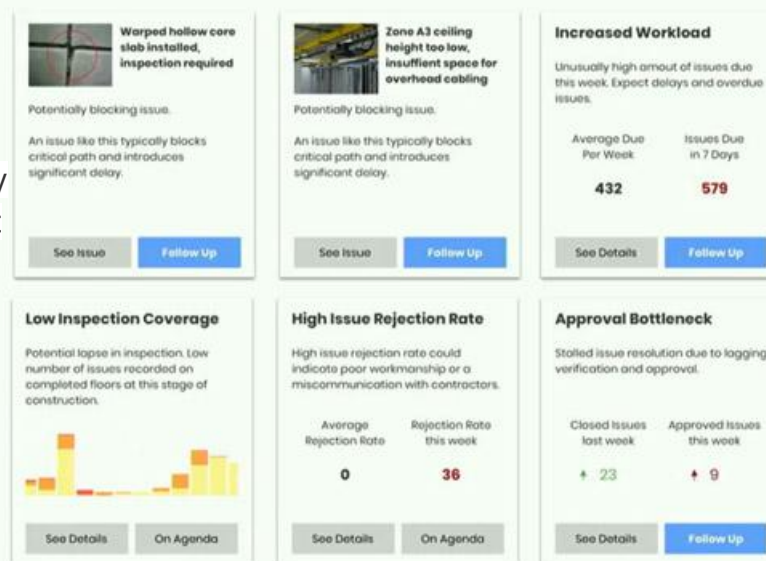 Warped hollow core
slab installed,
inspection required
Potentially blocking issue.
An issue like this typically blocks
critical path and introduces
significant delay.
See Issue
Follow Up
Zone A3 ceiling
height too low,
insuffient space for
overhead cabling
Potentially blocking issue.
An issue like this typically blocks
critical path and introduces
significant delay.
See Issue
Follow Up
Increased Workload
Unusually high amout of issues due
this week. Expect delays and overdue
issues.
Average Due
Per Week
432
Issues Due
in 7 Days
579
See Details
Follow Up
Low Inspection Coverage
Potential lapse in inspection. Low
number of issues recorded on
completed floors at this stage of
construction.
See Details
On Agenda
High Issue Rejection Rate
High issue rejection rate could
indicate poor workmanship or a
miscommunication with contractors.
Average
Rejection Rate
0
Rejection Rate
this week
36
See Details
On Agenda
Approval Bottleneck
Stalled issue resolution due to lagging
verification and approval.
Closed Issues
last week
23
Approved Issues
this week
9
See Details
Follow Up